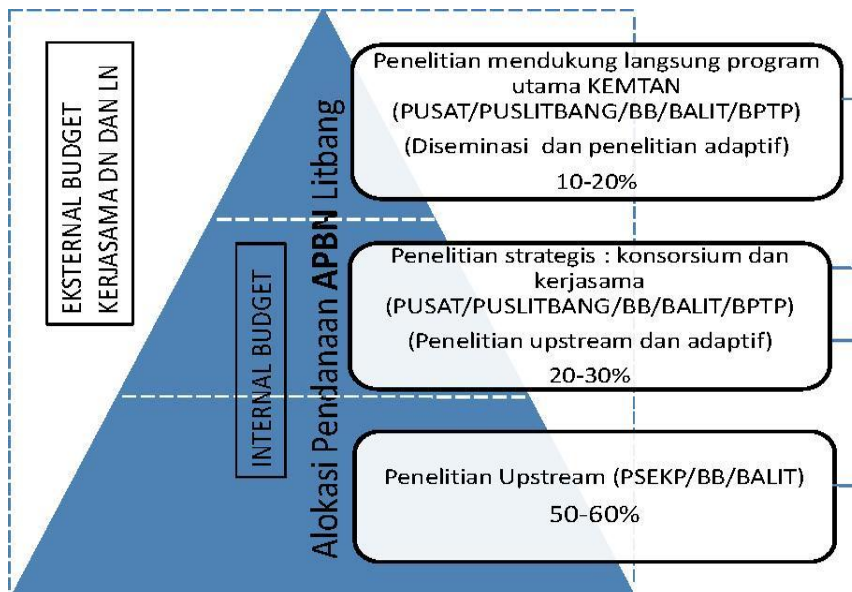 EKSTERNAL BUDGET
KERJASAMA DN DAN LN
INTERNAL BUDGET
Alokasi Pendanaan APBN Litbang
Penelitian mendukung langsung program
utama KEMTAN
(PUSAT/PUSLITBANG/BB/BALIT/BPTP)
(Diseminasi dan penelitian adaptif)
10-20%
Penelitian strategis : konsorsium dan
kerjasama
(PUSAT/PUSLITBANG/BB/BALIT/BPTP)
(Penelitian upstream dan adaptif)
20-30%
Penelitian Upstream (PSEKP/BB/BALIT)
50-60%